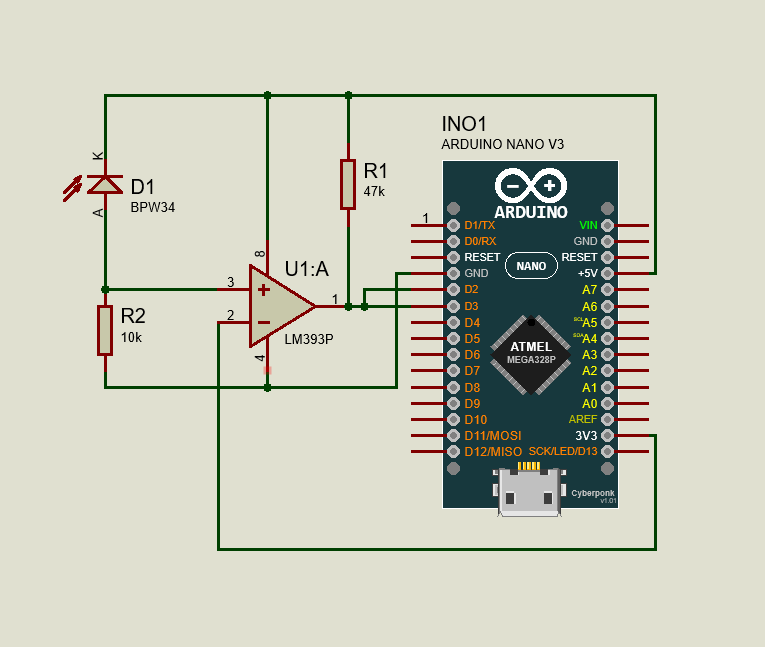 INO1
ARDUINO NANO V3
K
D1
BPW34
A
R1
47k
ARDUINO
NANO
1
D1/TX
D0/RX
RESET
GND
D2
D3
D4
D5
D6
D7
D8
D9
D10
D11/MOSI
D12/MISO
VIN
GND
RESET
+5V
A7
A6
SCL A5
SDA A4
A3
A2
A1
A0
AREF
3V3
SCK/LED/D13
ATMEL
MEGA328P
Cyberponk
v1.01
8
U1:A
3
2
1
4
LM393P
R2
10k